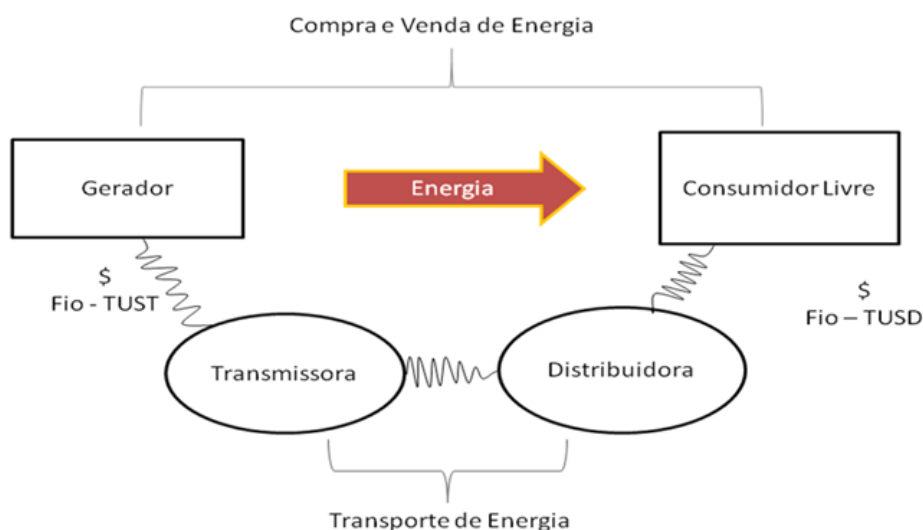 Compra e Venda de Energia
Gerador
Energia
Consumidor Livre
$
Fio - TUST
$
Fio – TUSD
Transmissora
Distribuidora
Transporte de Energia